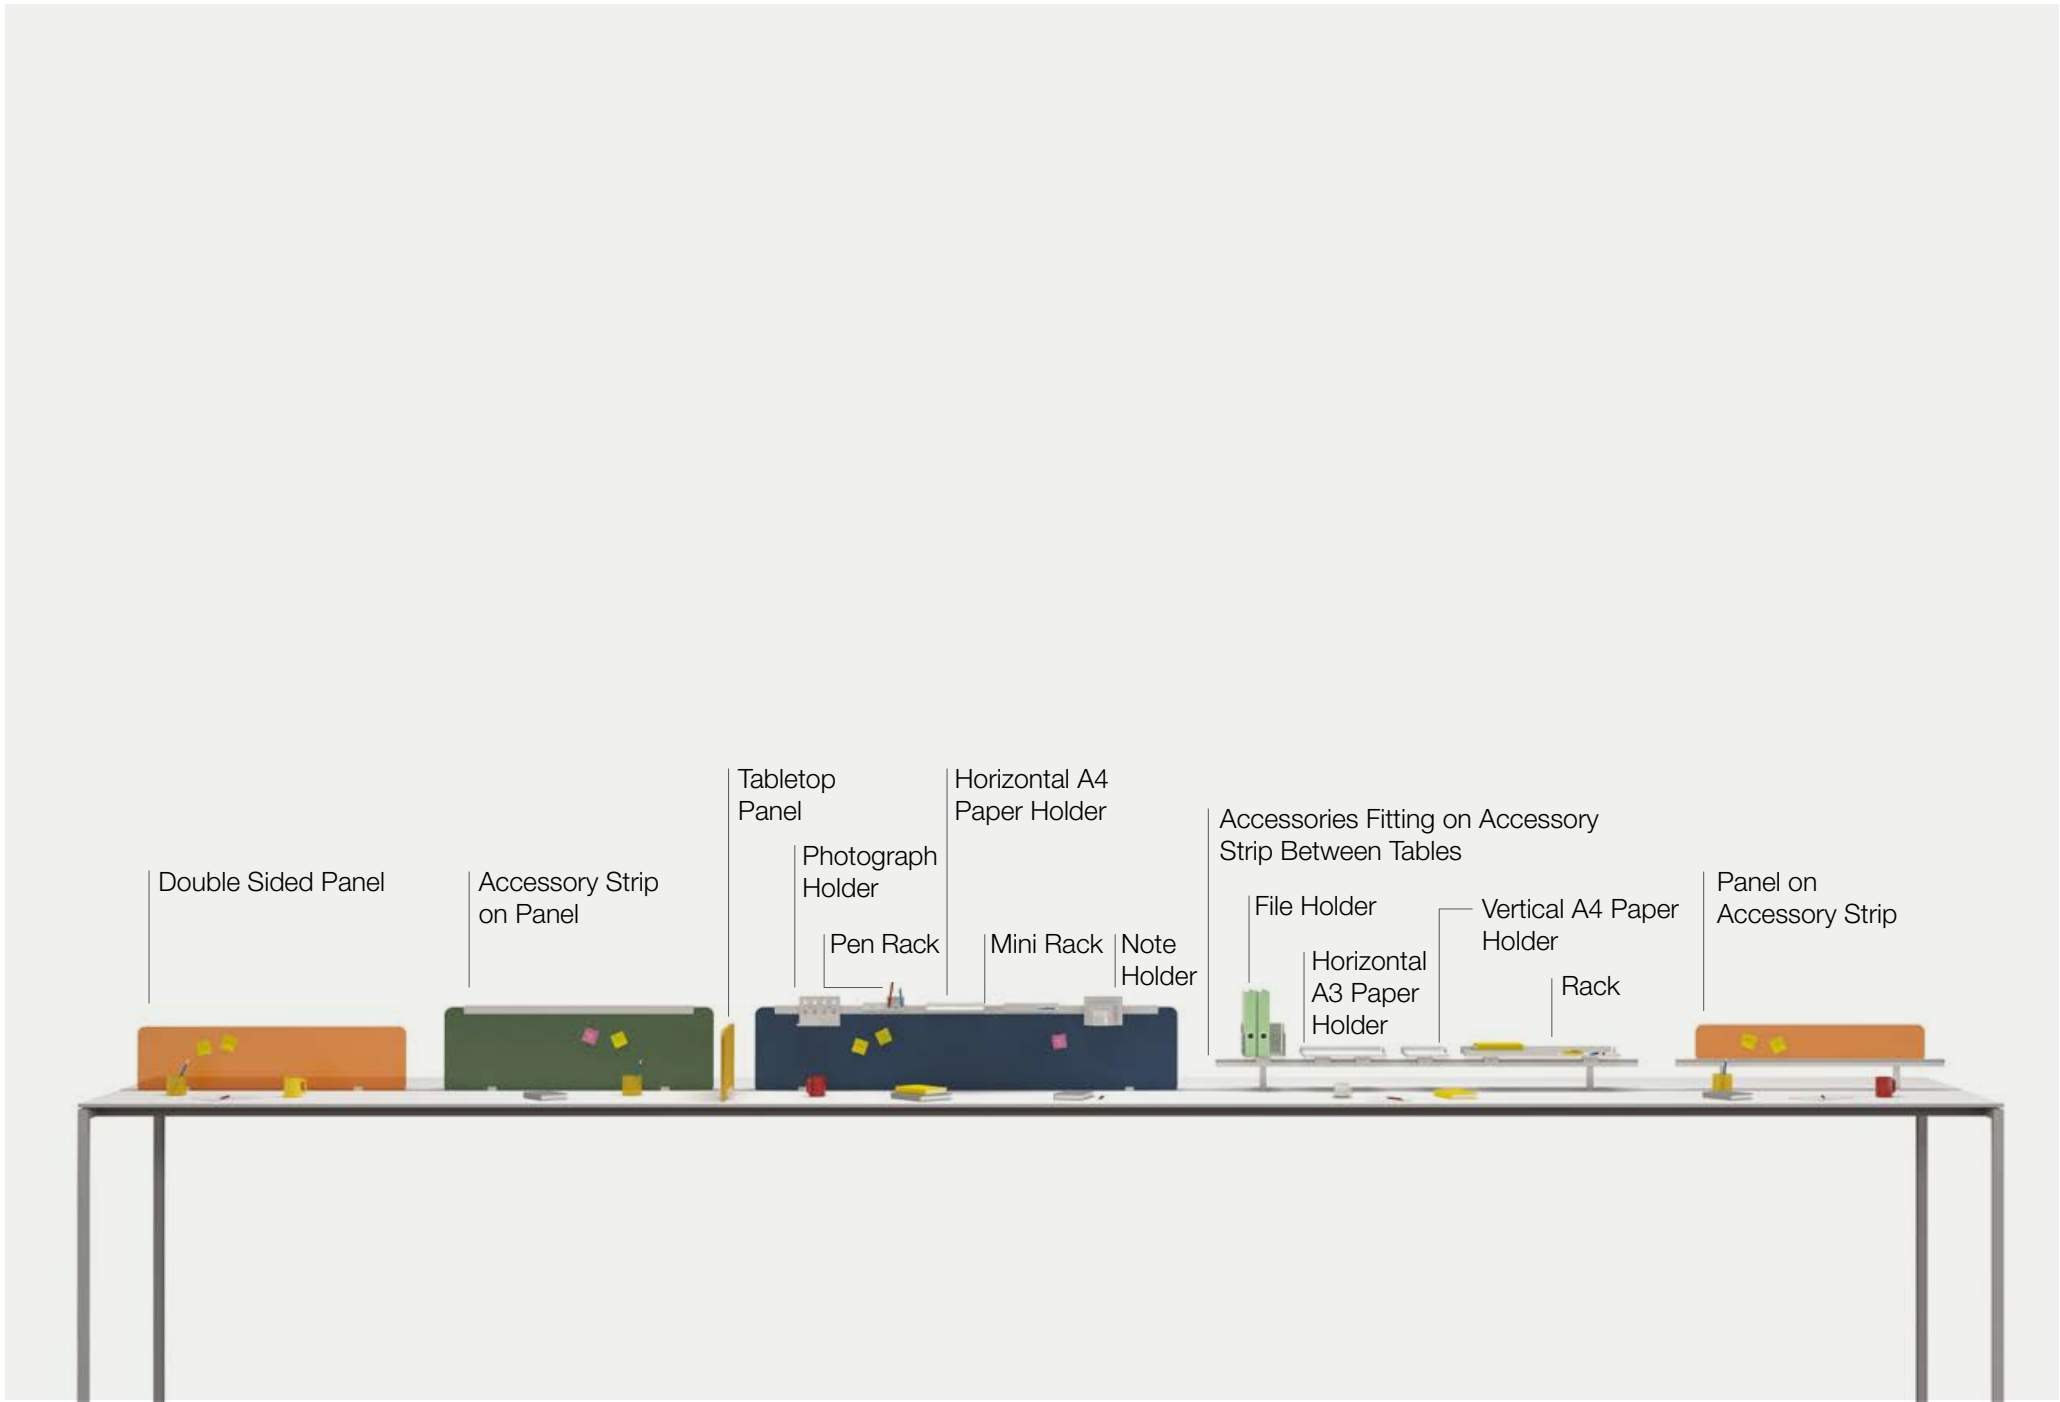 Double Sided Panel
Accessory Strip
on Panel
Tabletop
Panel
Photograph
Holder
Pen Rack
Horizontal A4
Paper Holder
Mini Rack
Note
Holder
Accessories Fitting on Accessory
Strip Between Tables
File Holder
Horizontal
A3 Paper
Holder
Vertical A4 Paper
Holder
Rack
Panel on
Accessory Strip